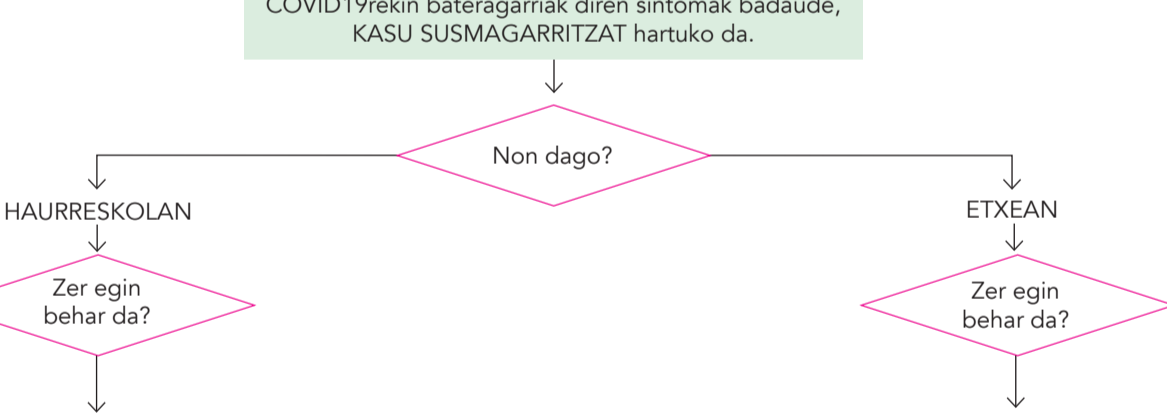 COVID19rekin bateragarriak diren sintomak badaude,
KASU SUSMAGARRITZAT hartuko da.
Non dago?
HAURRESKOLAN
ETXEAN
Zer egin
behar da?
Zer egin
behar da?